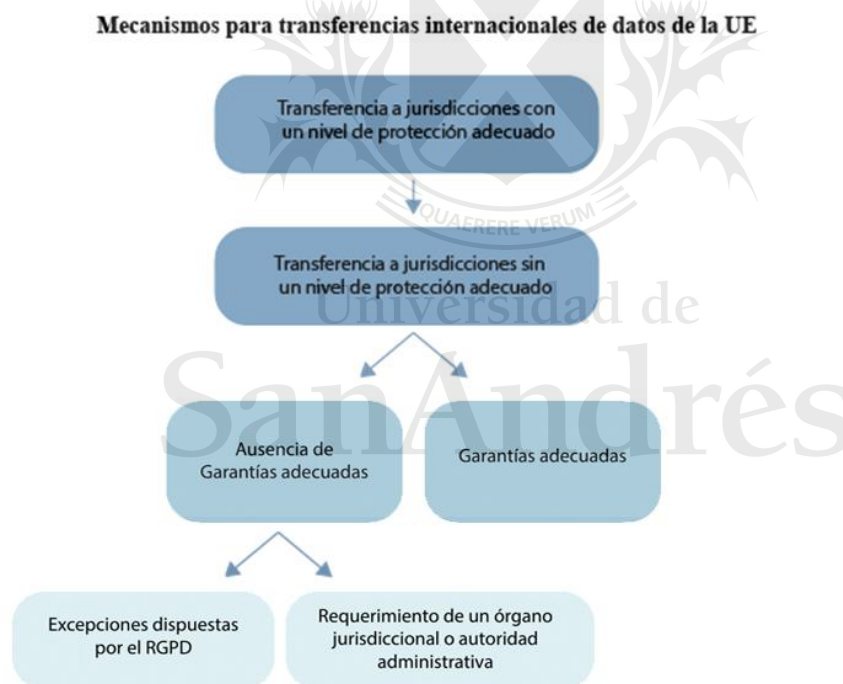 Mecanismos para transferencias internacionales de datos de la UE
Transferencia a jurisdicciones con
un nivel de protección adecuado
QUAERERE VERUM
Transferencia a jurisdicciones sin
un nivel de protección adecuado
Universidad de
SanAndrés
Ausencia de
Garantías adecuadas
Garantías adecuadas
Excepciones dispuestas
por el RGPD
Requerimiento de un órgano
jurisdiccional o autoridad
administrativa